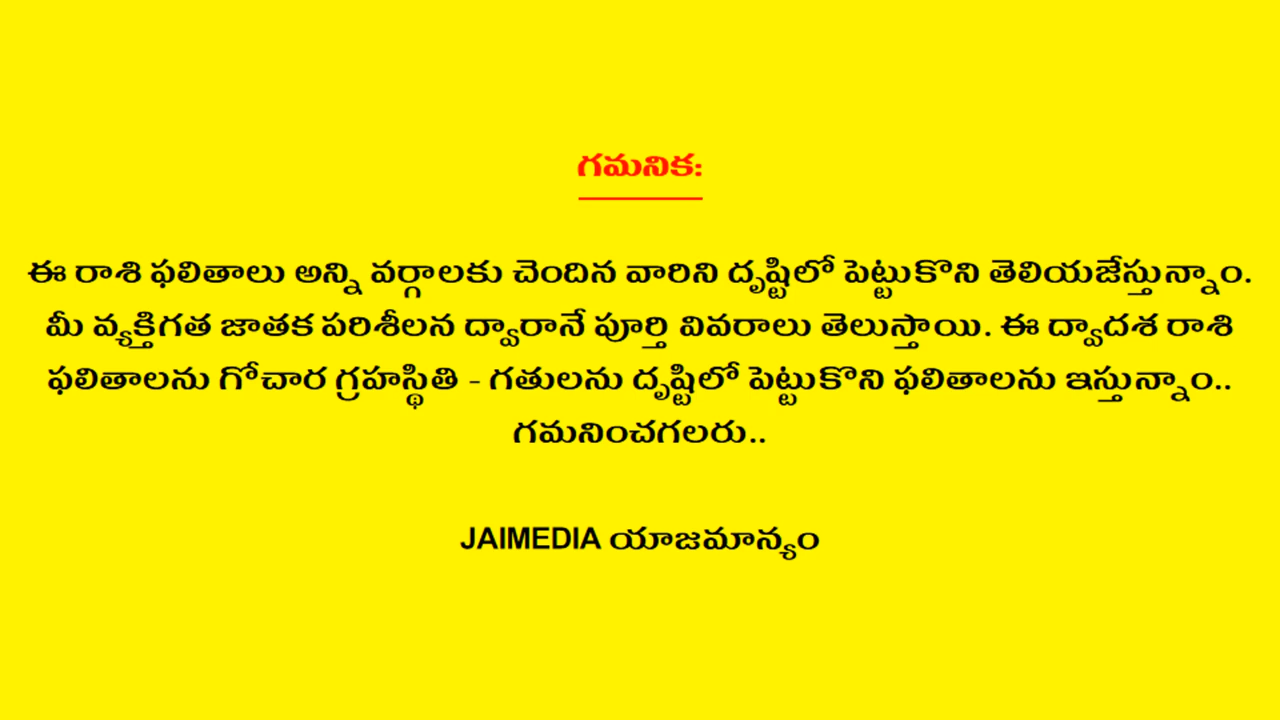 గమనిక:
ఈ రాశి ఫలితాలు అన్ని వర్గాలకు చెందిన వారిని దృష్టిలో పెట్టుకొని తెలియజేస్తున్నాం.
మీ వ్యక్తిగత జాతక పరిశీలన ద్వారానే పూర్తి వివరాలు తెలుస్తాయి. ఈ ద్వాదశ రాశి
ఫలితాలను గోచార గ్రహస్థితి - గతులను దృష్టిలో పెట్టుకొని ఫలితాలను ఇస్తున్నాం..
గమనించగలరు..
JAIMEDIA యాజమాన్యం